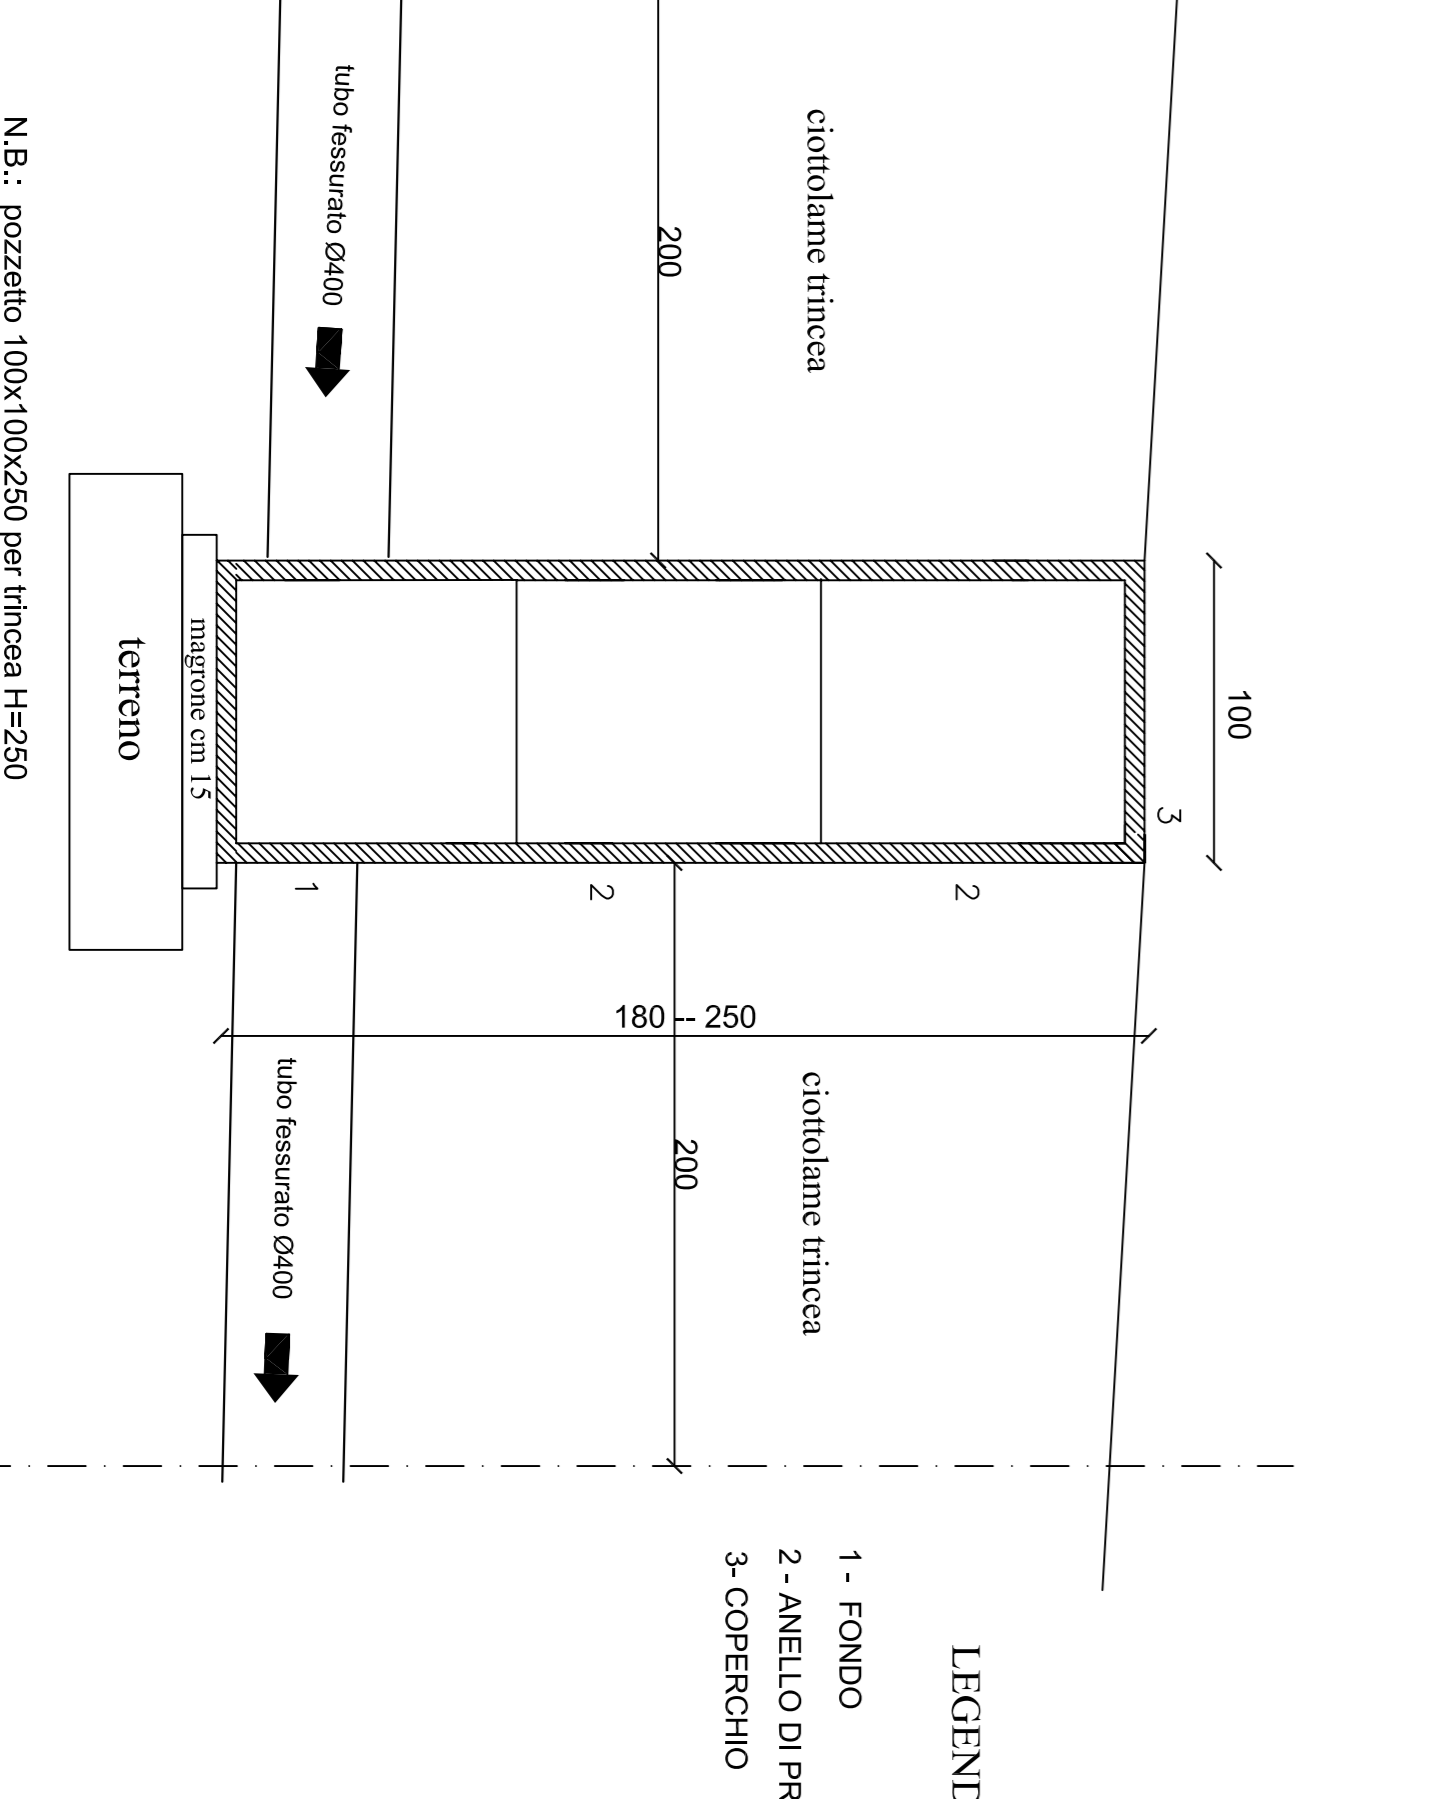 100
3
ciottolame trincea
200
tubo fessurato Ø400
2
2
1
180 -- 250
ciottolame trincea
200
tubo fessurato Ø400
magrone cm 15
terreno
N.B.: pozzetto 100x100x250 per trincea H=250
LEGEND
1 - FONDO
2 - ANELLO DI PR
3- COPERCHIO